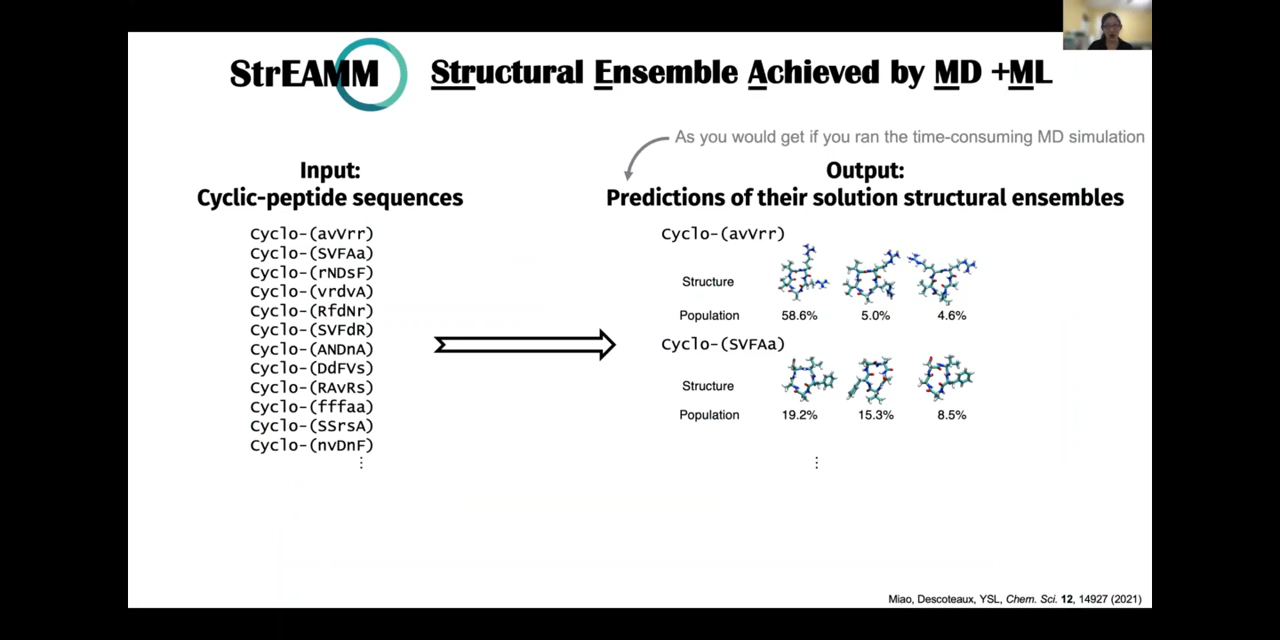 StrEAMM
Structural Ensemble Achieved by MD +ML
As you would get if you ran the time-consuming MD simulation
Input:
Cyclic-peptide sequences
Cyclo-(avVrr)
Cyclo-(SVFAa)
Cyclo-(rNDsF)
Cyclo-(vrdvA)
Cyclo-(RfdNr)
Cyclo-(SVFdR)
Cyclo-(ANDnA)
Cyclo-(DdFVs)
Cyclo-(RAvRs)
Cyclo-(fffaa)
Cyclo-(SSrsA)
Cyclo-(nvDnF)
⋮
Output:
Predictions of their solution structural ensembles
Cyclo-(avVrr)
Structure
Population 58.6% 5.0% 4.6%
Cyclo-(SVFAa)
Structure
Population 19.2% 15.3% 8.5%
⋮
Miao, Descoteaux, YSL, Chem. Sci. 12, 14927 (2021)